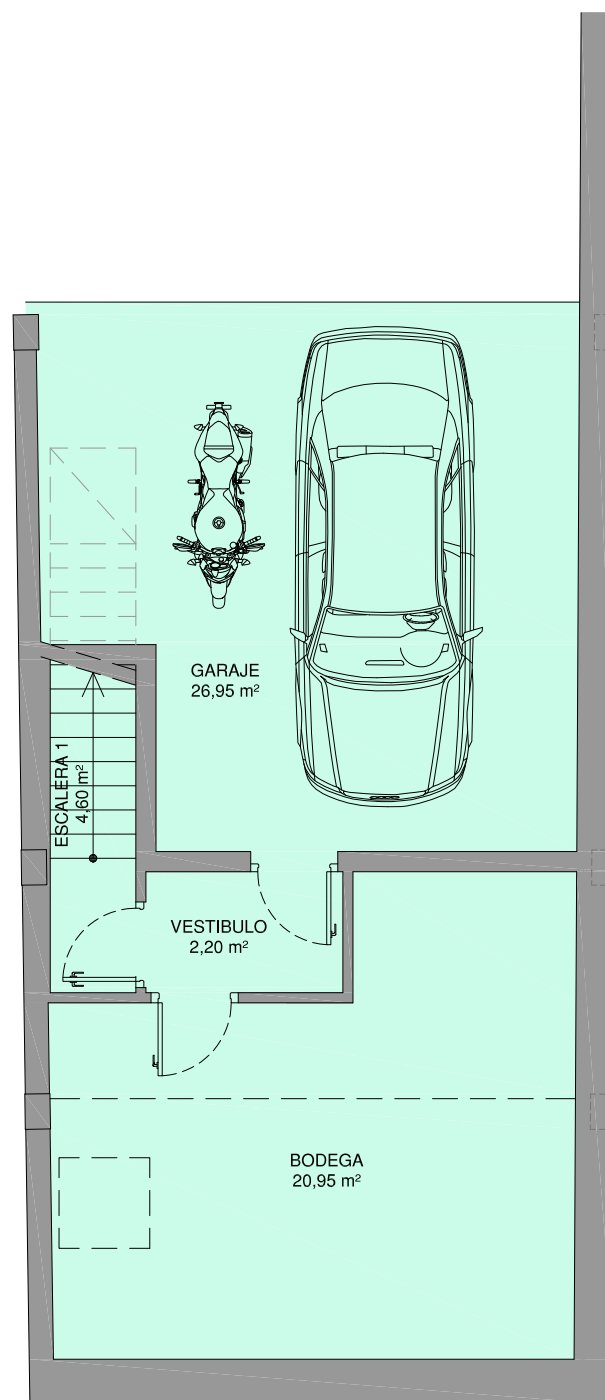 GARAJE
26,95 m²
ESCALERA 1
4,60 m²
VESTIBULO
2,20 m²
BODEGA
20,95 m²